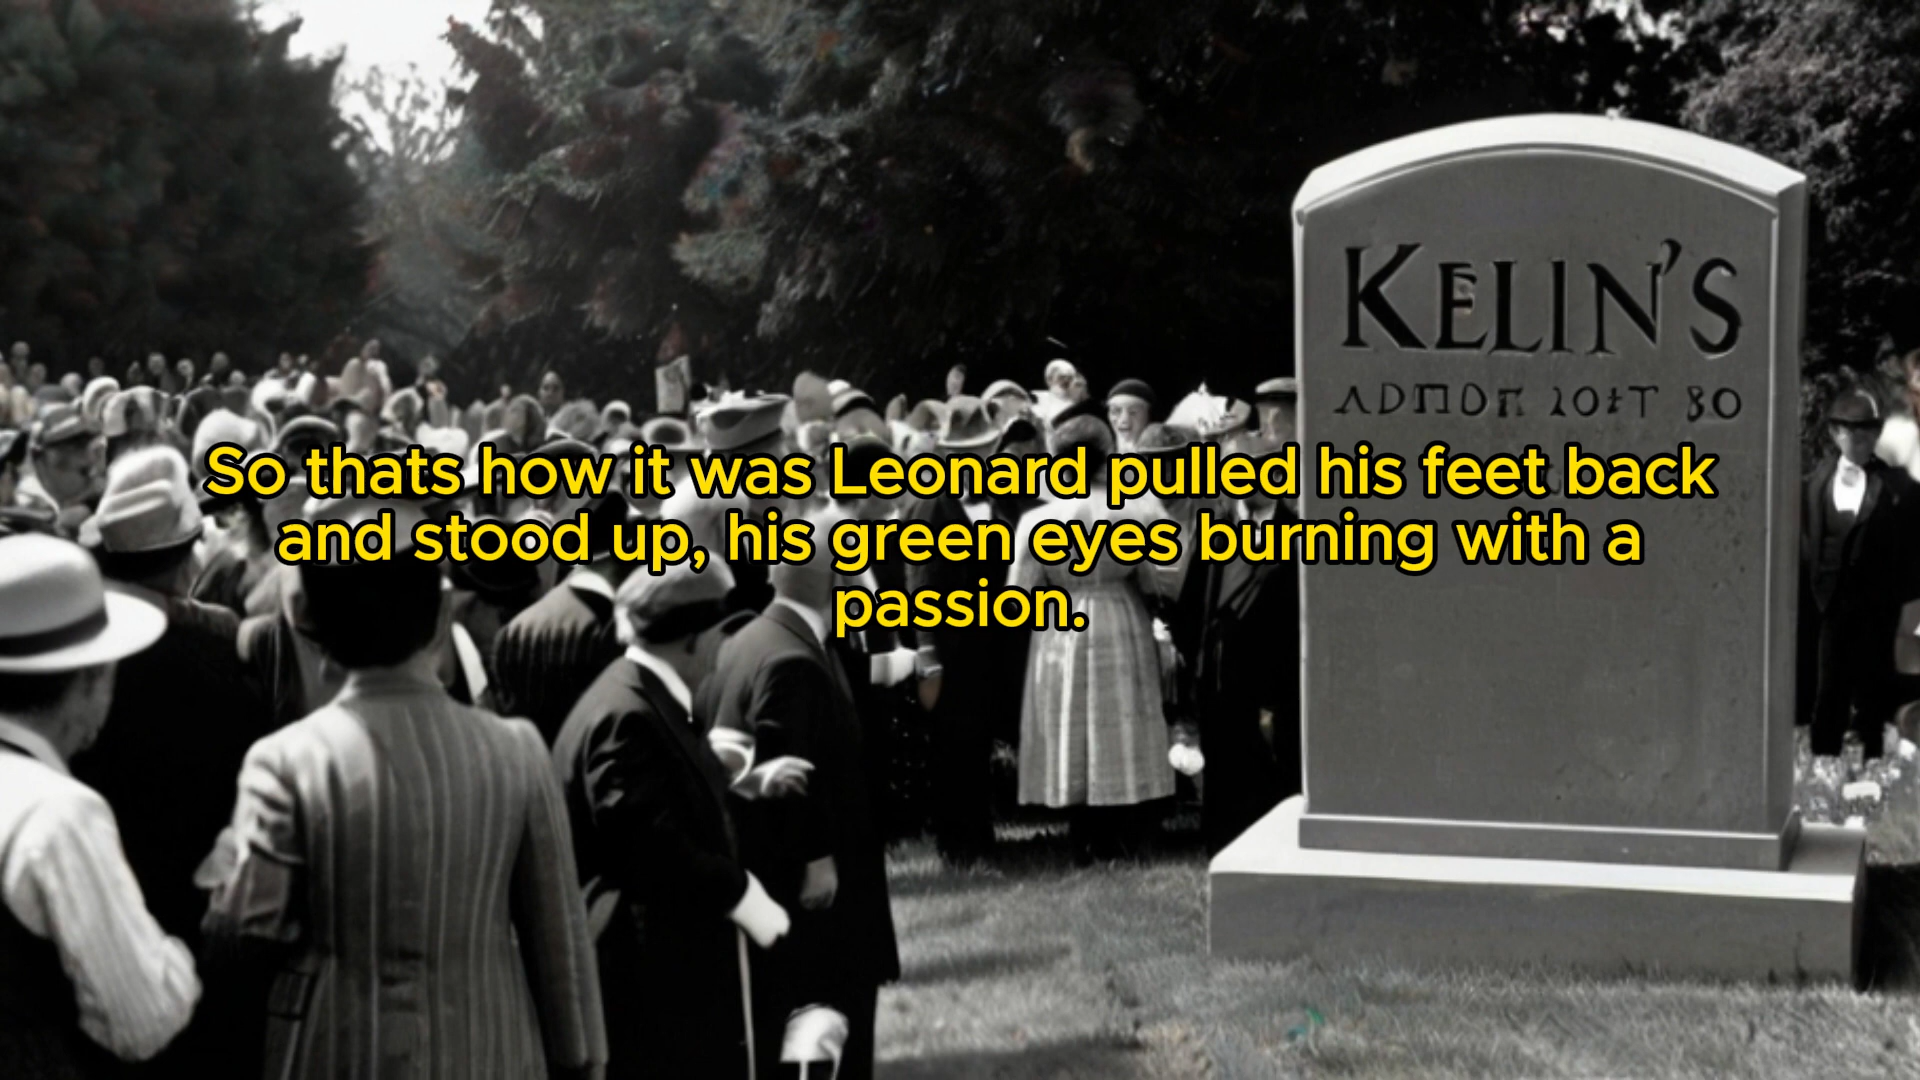 KELIN'S
So thats how it was Leonard pulled his feet back
and stood up, his green eyes burning with a
passion.